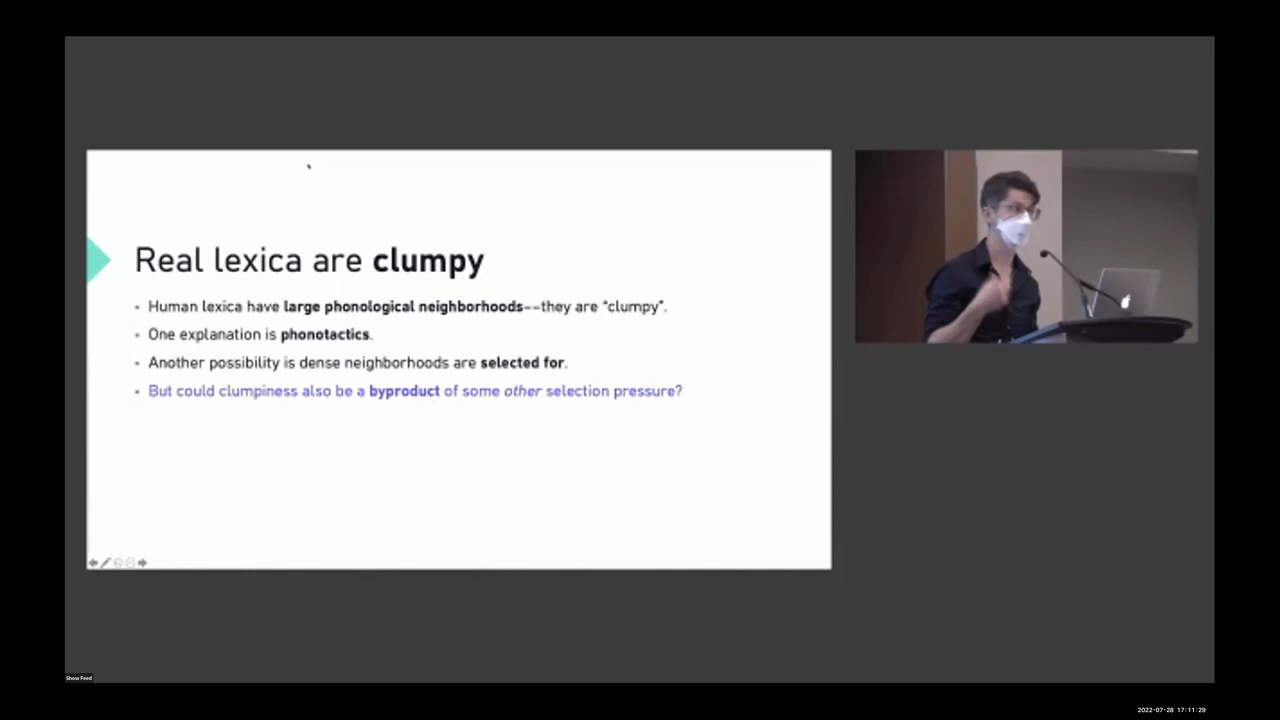 Real lexica are clumpy
Human lexica have large phonological neighborhoods--they are “clumpy”.
One explanation is phonotactics.
Another possibility is dense neighborhoods are selected for.
But could clumpiness also be a byproduct of some other selection pressure?
Show Feed
2022-07-28 17:11:29